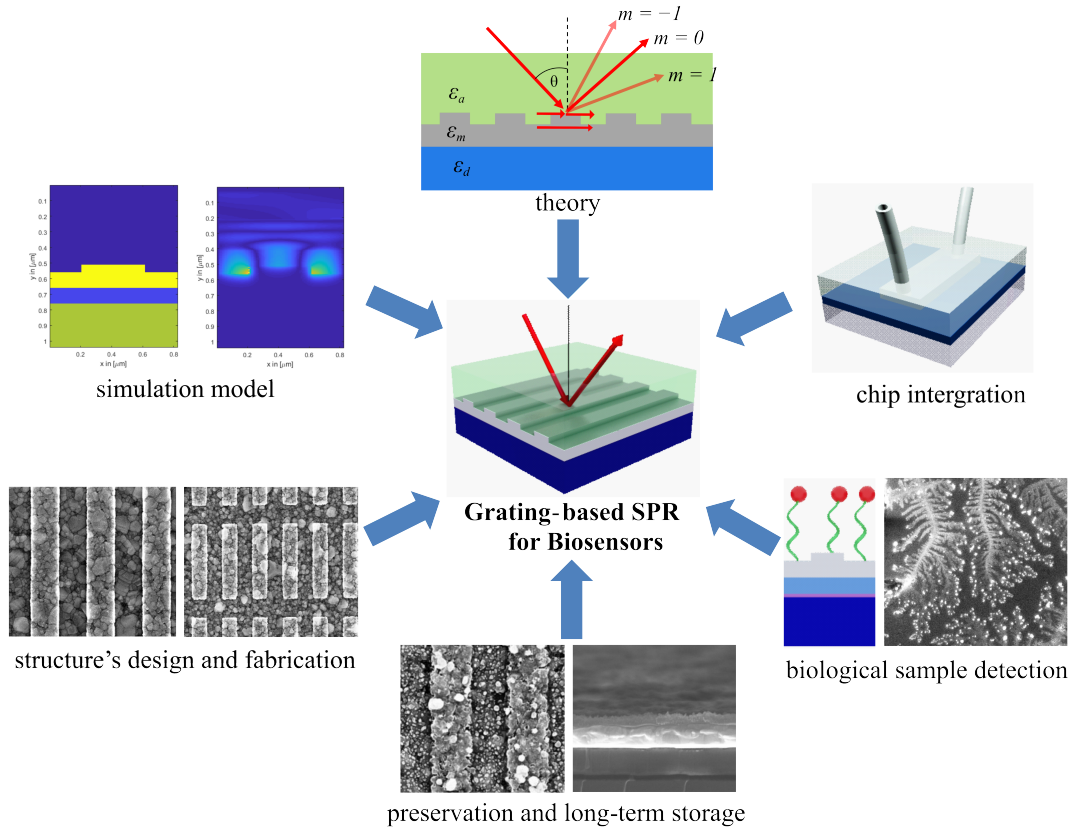 m = −1
m = 0
m = 1
θ
εa
εm
εd
theory
0.1
0.2
0.3
0.4
0.5
0.6
0.7
0.8
0.9
1
y in [μm]
0.2
0.4
0.6
0.8
x in [μm]
0.1
0.2
0.3
0.4
0.5
0.6
0.7
0.8
0.9
1
y in [μm]
0.2
0.4
0.6
0.8
x in [μm]
simulation model
chip intergration
Grating-based SPR
for Biosensors
structure’s design and fabrication
biological sample detection
preservation and long-term storage